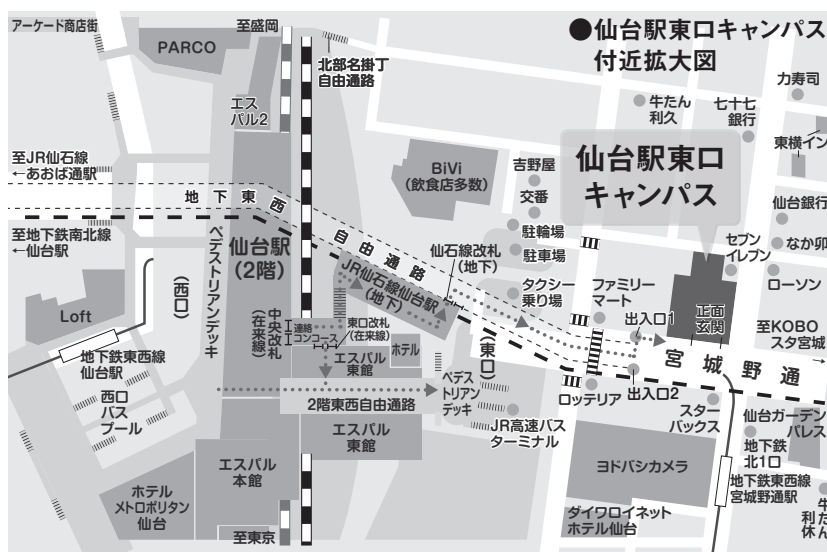 アーケード商店街
至盛岡
PARCO
北部名掛丁
自由通路
●仙台駅東口キャンパス
付近拡大図
エス
パル2
牛たん
利久
七十七
銀行
力寿司
東横イン
至JR仙石線
←あおば通駅
BiVi
(飲食店多数)
吉野屋
交番
仙台駅東口
キャンパス
地下東西
自由通路
駐輪場
仙台銀行
至地下鉄南北線
←仙台駅
ペデストリアンデッキ
仙台駅
(2階)
仙石線改札
(地下)
駐車場
セブン
イレブン
なか卯
(西口)
JR仙石線仙台駅
(地下)
タクシー
乗り場
ファミリー
マート
ローソン
Loft
中央改札
(在来線)
連絡
コンコース
東口改札
(在来線)
出入口1
正面
玄関
至KOBO
スタ宮城
→
地下鉄東西線
仙台駅
エスパル
東館
ホテル
(東口)
宮城野通
西口
バス
プール
2階東西自由通路
ペデス
トリアン
デッキ
ロッテリア
出入口2
JR高速バス
ターミナル
スター
バックス
仙台ガーデン
パレス
エスパル
東館
地下鉄
北1口
エスパル
本館
ヨドバシカメラ
地下鉄東西線
宮城野通駅
ホテル
メトロポリタン
仙台
ダイワロイネット
ホテル仙台
牛たん
利休
至東京